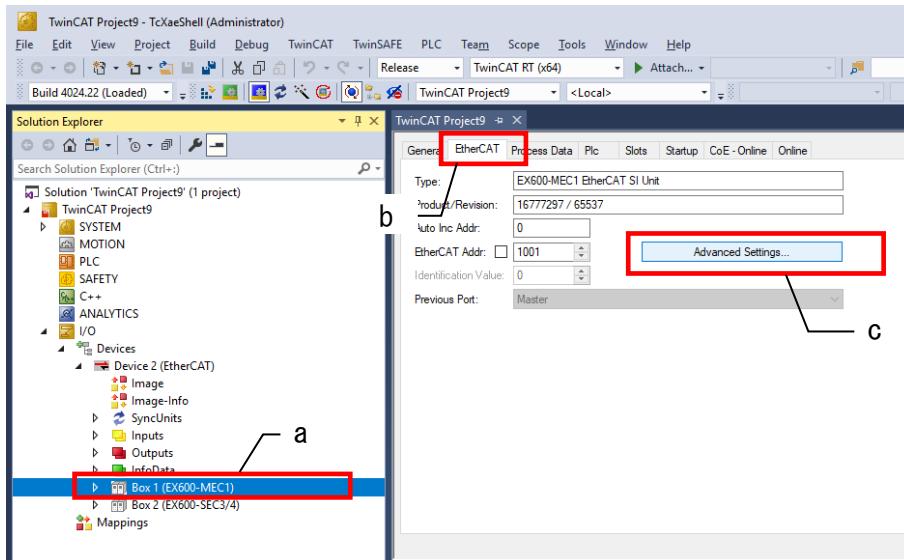 TwinCAT Project9 - TcXaeShell (Administrator)
File Edit View Project Build Debug TwinCAT TwinSAFE PLC Team Scope Tools Window Help
Release TwinCAT RT (x64) Attach...
Build 4024.22 (Loaded) TwinCAT Project9 <Local>
Solution Explorer
Search Solution Explorer (Ctrl+:)
Solution 'TwinCAT Project9' (1 project)
TwinCAT Project9
SYSTEM
MOTION
PLC
SAFETY
C++
ANALYTICS
I/O
Devices
Device 2 (EtherCAT)
Image
Image-Info
SyncUnits
Inputs
Outputs
InfoData
Box 1 (EX600-MEC1)
Box 2 (EX600-SEC3/4)
Mappings
a
TwinCAT Project9
General EtherCAT Process Data Plc Slots Startup CoE - Online Online
b
Type: EX600-MEC1 EtherCAT SI Unit
Product/Revision: 16777297 / 65537
Auto Inc Addr: 0
EtherCAT Addr: 1001 Advanced Settings...
Identification Value: 0
Previous Port: Master
c